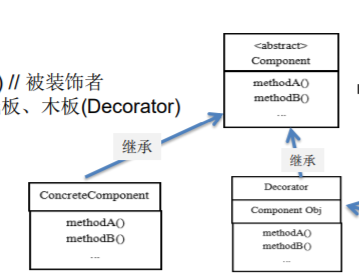 ) // 被装饰者
板、木板(Decorator)
<abstract>
Component
methodA()
methodB()
...
继承
继承
ConcreteComponent
methodA()
methodB()
...
Decorator
Component Obj
methodA()
methodB()
...